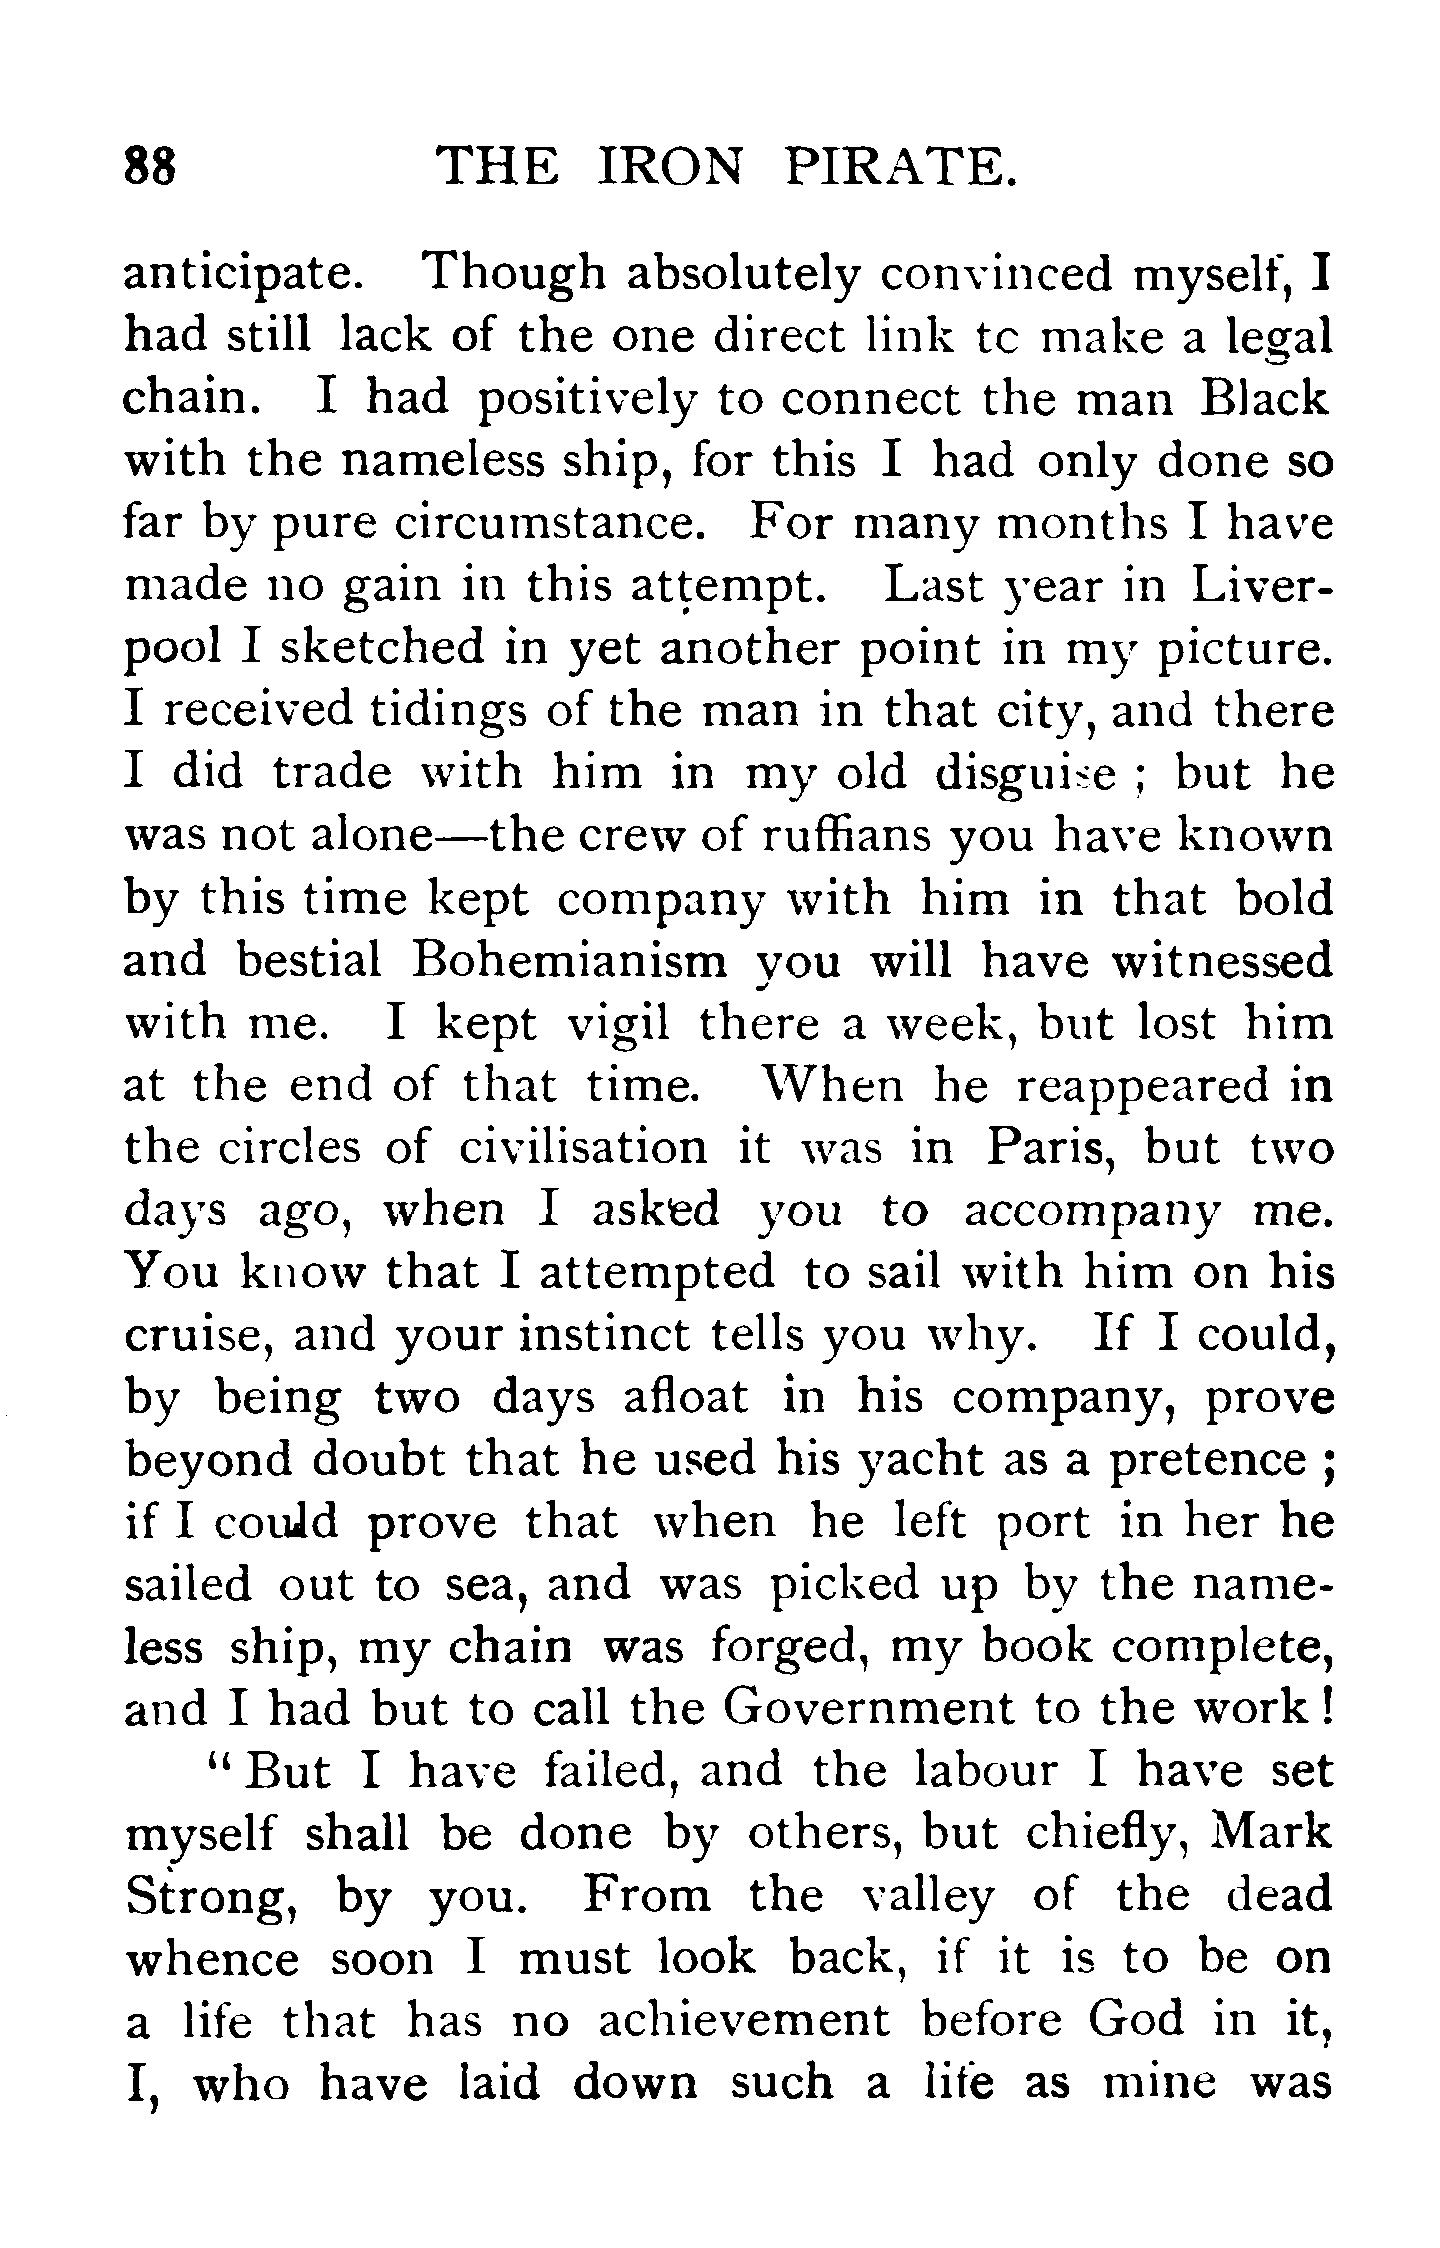 88 THE IRON PIRATE.
anticipate. Though absolutely convinced myself, I
had still lack of the one direct link to make a legal
chain. I had positively to connect the man Black
with the nameless ship, for this I had only done so
far by pure circumstance. For many months I have
made no gain in this attempt. Last year in Liver-
pool I sketched in yet another point in my picture.
I received tidings of the man in that city, and there
I did trade with him in my old disguise ; but he
was not alone—the crew of ruffians you have known
by this time kept company with him in that bold
and bestial Bohemianism you will have witnessed
with me. I kept vigil there a week, but lost him
at the end of that time. When he reappeared in
the circles of civilisation it was in Paris, but two
days ago, when I asked you to accompany me.
You know that I attempted to sail with him on his
cruise, and your instinct tells you why. If I could,
by being two days afloat in his company, prove
beyond doubt that he used his yacht as a pretence ;
if I could prove that when he left port in her he
sailed out to sea, and was picked up by the name-
less ship, my chain was forged, my book complete,
and I had but to call the Government to the work !
“ But I have failed, and the labour I have set
myself shall be done by others, but chiefly, Mark
Strong, by you. From the valley of the dead
whence soon I must look back, if it is to be on
a life that has no achievement before God in it,
I, who have laid down such a life as mine was